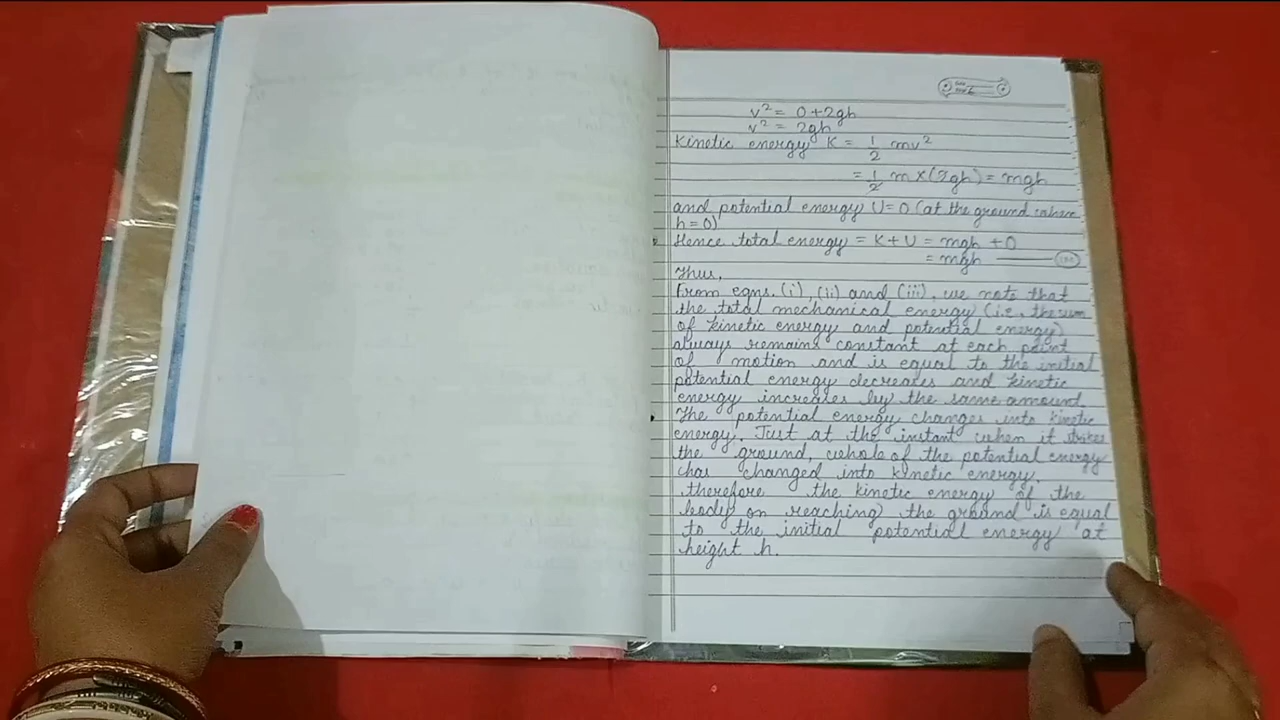 Page 6
v² = 0+2gh
v² = 2gh
Kinetic energy K = 1/2 mv²
= 1/2 m×(2gh) = mgh
and potential energy U=0 (at the ground when
h=0)
Hence total energy = K+U = mgh +0
= mgh (iii)
Thus,
From eqns. (i), (ii) and (iii), we note that
the total mechanical energy (i.e., the sum
of kinetic energy and potential energy)
always remains constant at each point
of motion and is equal to the initial
potential energy decreases and kinetic
energy increases by the same amount.
The potential energy changes into kinetic
energy. Just at the instant when it strikes
the ground, whole of the potential energy
has changed into kinetic energy.
therefore the kinetic energy of the
body on reaching the ground is equal
to the initial potential energy at
height h.